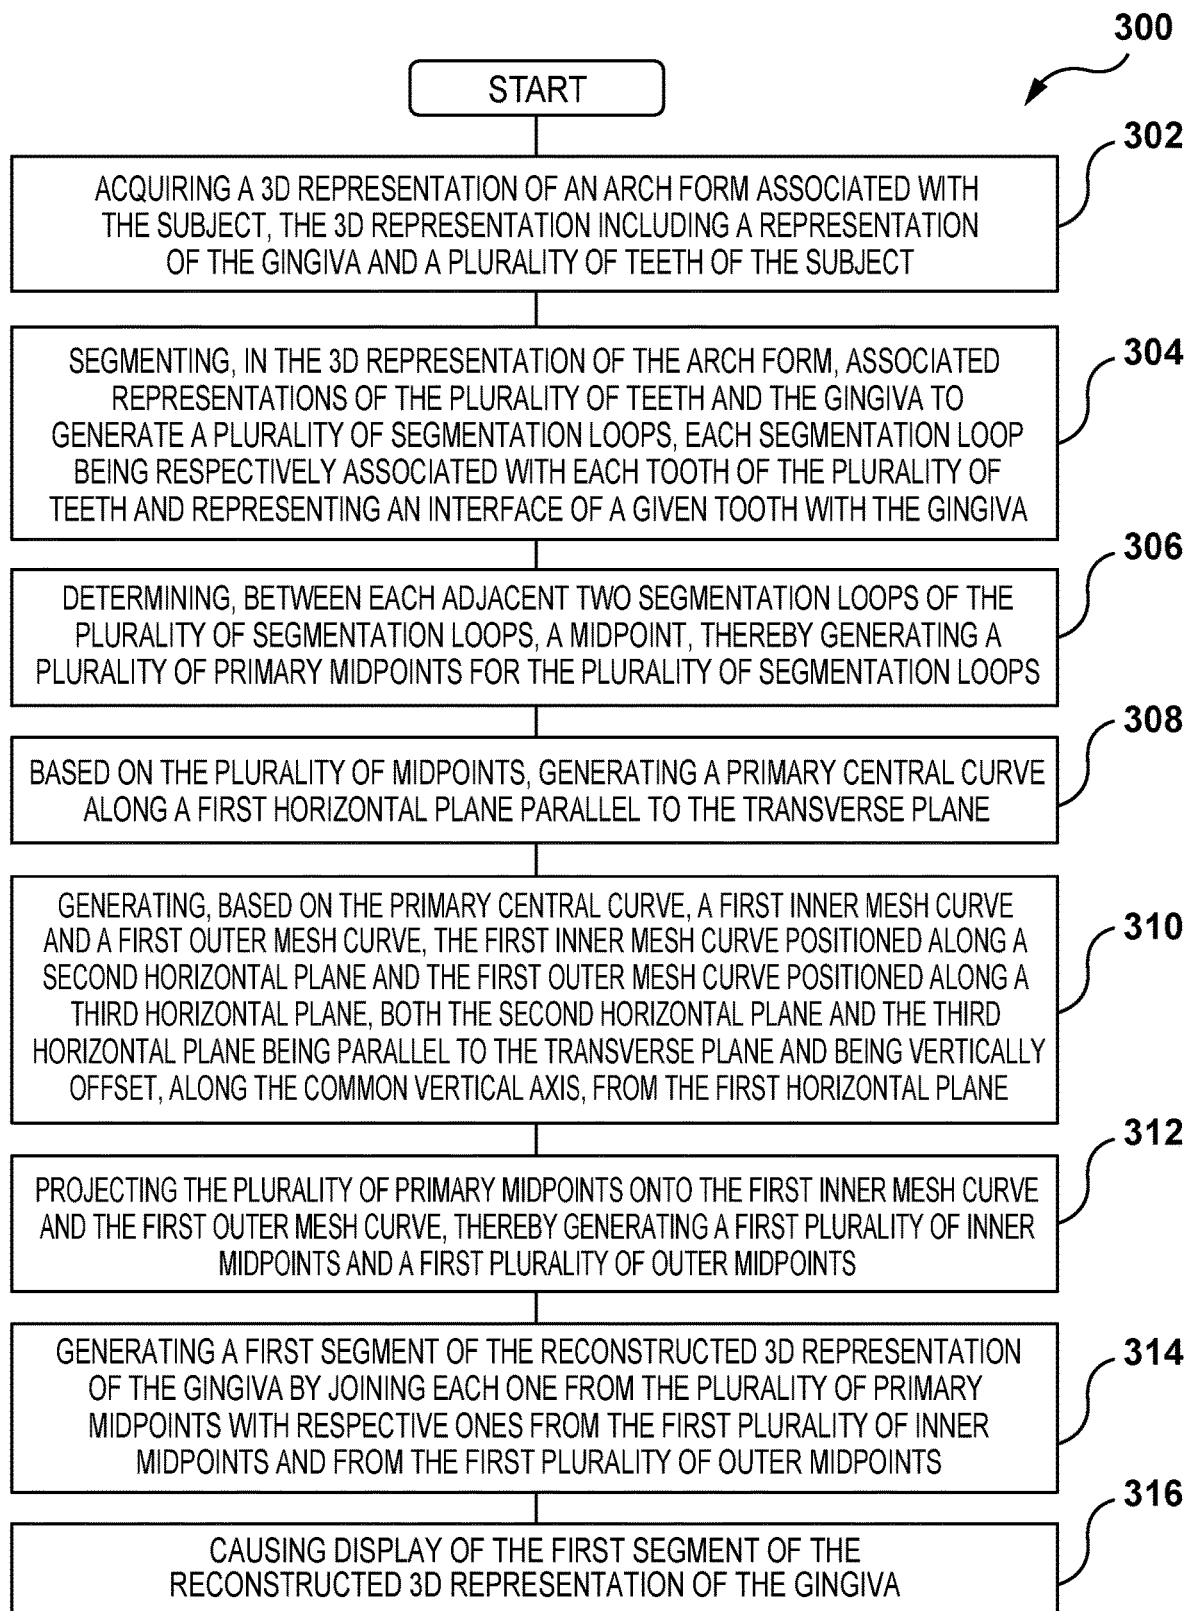 300
START
302
ACQUIRING A 3D REPRESENTATION OF AN ARCH FORM ASSOCIATED WITH
THE SUBJECT, THE 3D REPRESENTATION INCLUDING A REPRESENTATION
OF THE GINGIVA AND A PLURALITY OF TEETH OF THE SUBJECT
304
SEGMENTING, IN THE 3D REPRESENTATION OF THE ARCH FORM, ASSOCIATED
REPRESENTATIONS OF THE PLURALITY OF TEETH AND THE GINGIVA TO
GENERATE A PLURALITY OF SEGMENTATION LOOPS, EACH SEGMENTATION LOOP
BEING RESPECTIVELY ASSOCIATED WITH EACH TOOTH OF THE PLURALITY OF
TEETH AND REPRESENTING AN INTERFACE OF A GIVEN TOOTH WITH THE GINGIVA
306
DETERMINING, BETWEEN EACH ADJACENT TWO SEGMENTATION LOOPS OF THE
PLURALITY OF SEGMENTATION LOOPS, A MIDPOINT, THEREBY GENERATING A
PLURALITY OF PRIMARY MIDPOINTS FOR THE PLURALITY OF SEGMENTATION LOOPS
308
BASED ON THE PLURALITY OF MIDPOINTS, GENERATING A PRIMARY CENTRAL CURVE
ALONG A FIRST HORIZONTAL PLANE PARALLEL TO THE TRANSVERSE PLANE
310
GENERATING, BASED ON THE PRIMARY CENTRAL CURVE, A FIRST INNER MESH CURVE
AND A FIRST OUTER MESH CURVE, THE FIRST INNER MESH CURVE POSITIONED ALONG A
SECOND HORIZONTAL PLANE AND THE FIRST OUTER MESH CURVE POSITIONED ALONG A
THIRD HORIZONTAL PLANE, BOTH THE SECOND HORIZONTAL PLANE AND THE THIRD
HORIZONTAL PLANE BEING PARALLEL TO THE TRANSVERSE PLANE AND BEING VERTICALLY
OFFSET, ALONG THE COMMON VERTICAL AXIS, FROM THE FIRST HORIZONTAL PLANE
312
PROJECTING THE PLURALITY OF PRIMARY MIDPOINTS ONTO THE FIRST INNER MESH CURVE
AND THE FIRST OUTER MESH CURVE, THEREBY GENERATING A FIRST PLURALITY OF INNER
MIDPOINTS AND A FIRST PLURALITY OF OUTER MIDPOINTS
314
GENERATING A FIRST SEGMENT OF THE RECONSTRUCTED 3D REPRESENTATION
OF THE GINGIVA BY JOINING EACH ONE FROM THE PLURALITY OF PRIMARY
MIDPOINTS WITH RESPECTIVE ONES FROM THE FIRST PLURALITY OF INNER
MIDPOINTS AND FROM THE FIRST PLURALITY OF OUTER MIDPOINTS
316
CAUSING DISPLAY OF THE FIRST SEGMENT OF THE
RECONSTRUCTED 3D REPRESENTATION OF THE GINGIVA